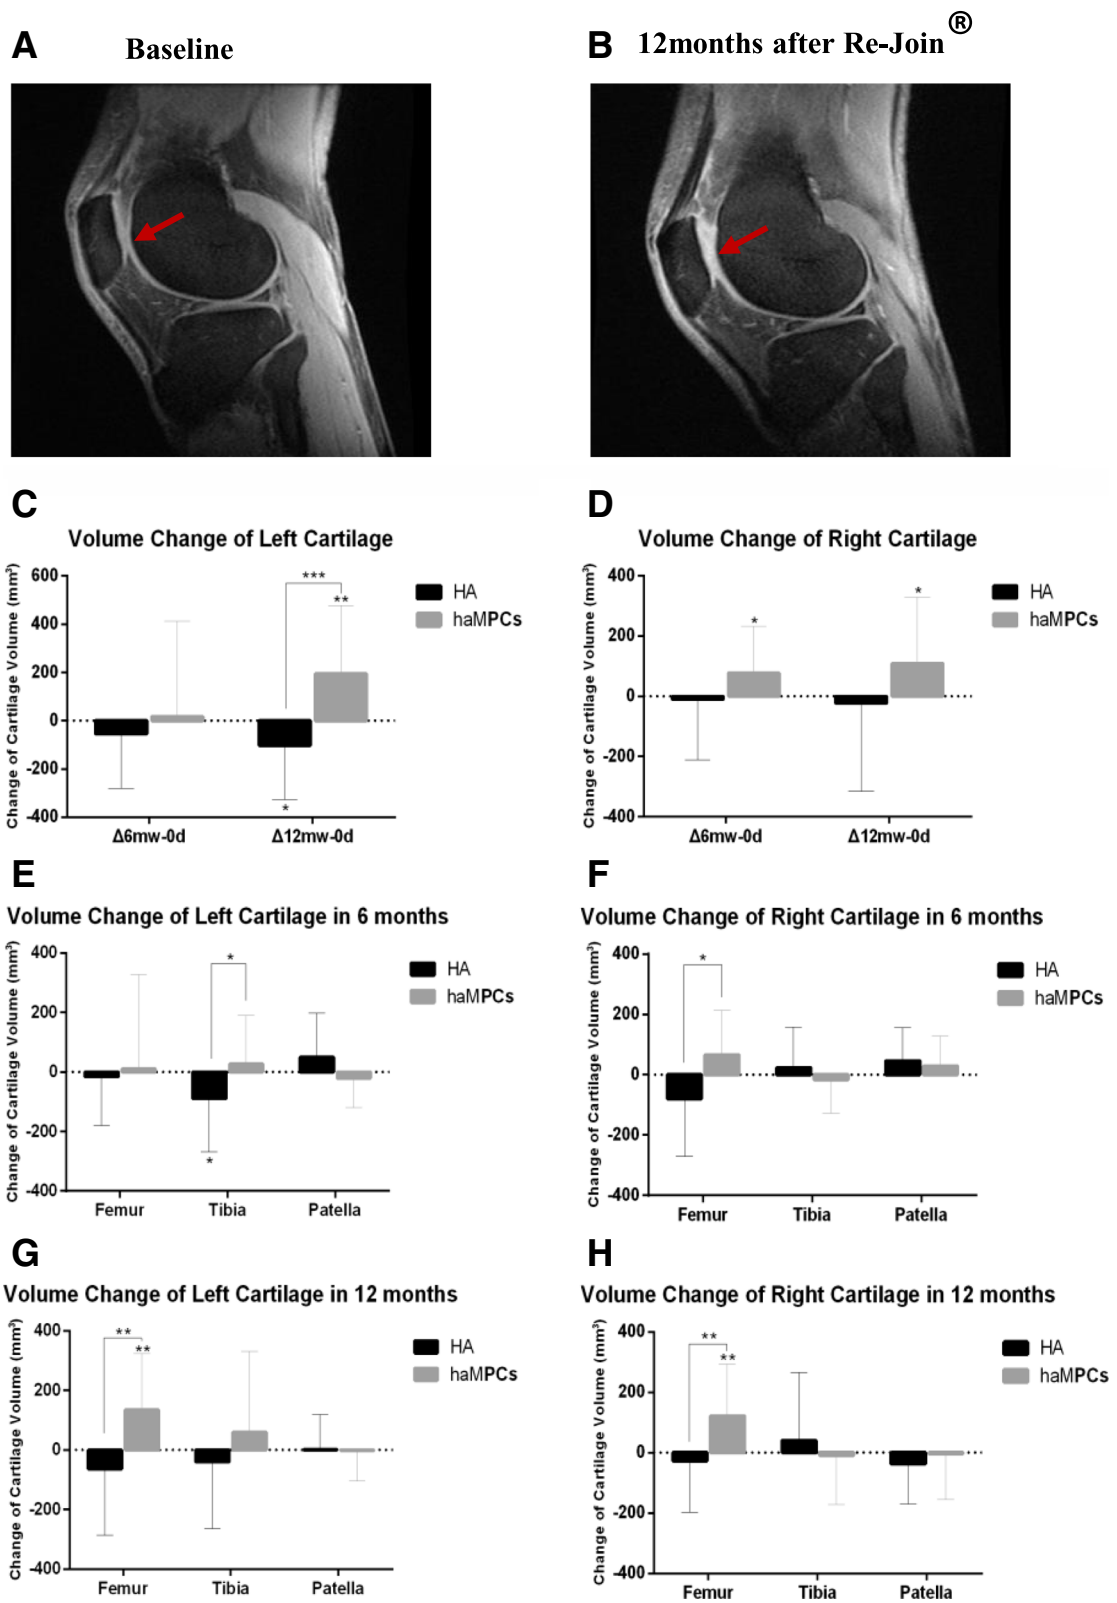 A Baseline
B 12months after Re-Join®
C
Volume Change of Left Cartilage
Change of Cartilage Volume (mm³)
600
400
200
0
-200
-400
***
**
*
Δ6mw-0d Δ12mw-0d
HA
haMPCs
D
Volume Change of Right Cartilage
Change of Cartilage Volume (mm³)
400
200
0
-200
-400
*
*
Δ6mw-0d Δ12mw-0d
HA
haMPCs
E
Volume Change of Left Cartilage in 6 months
Change of Cartilage Volume (mm³)
400
200
0
-200
-400
*
*
Femur Tibia Patella
HA
haMPCs
F
Volume Change of Right Cartilage in 6 months
Change of Cartilage Volume (mm³)
400
200
0
-200
-400
*
Femur Tibia Patella
HA
haMPCs
G
Volume Change of Left Cartilage in 12 months
Change of Cartilage Volume (mm³)
400
200
0
-200
-400
**
**
Femur Tibia Patella
HA
haMPCs
H
Volume Change of Right Cartilage in 12 months
Change of Cartilage Volume (mm³)
400
200
0
-200
-400
**
**
Femur Tibia Patella
HA
haMPCs